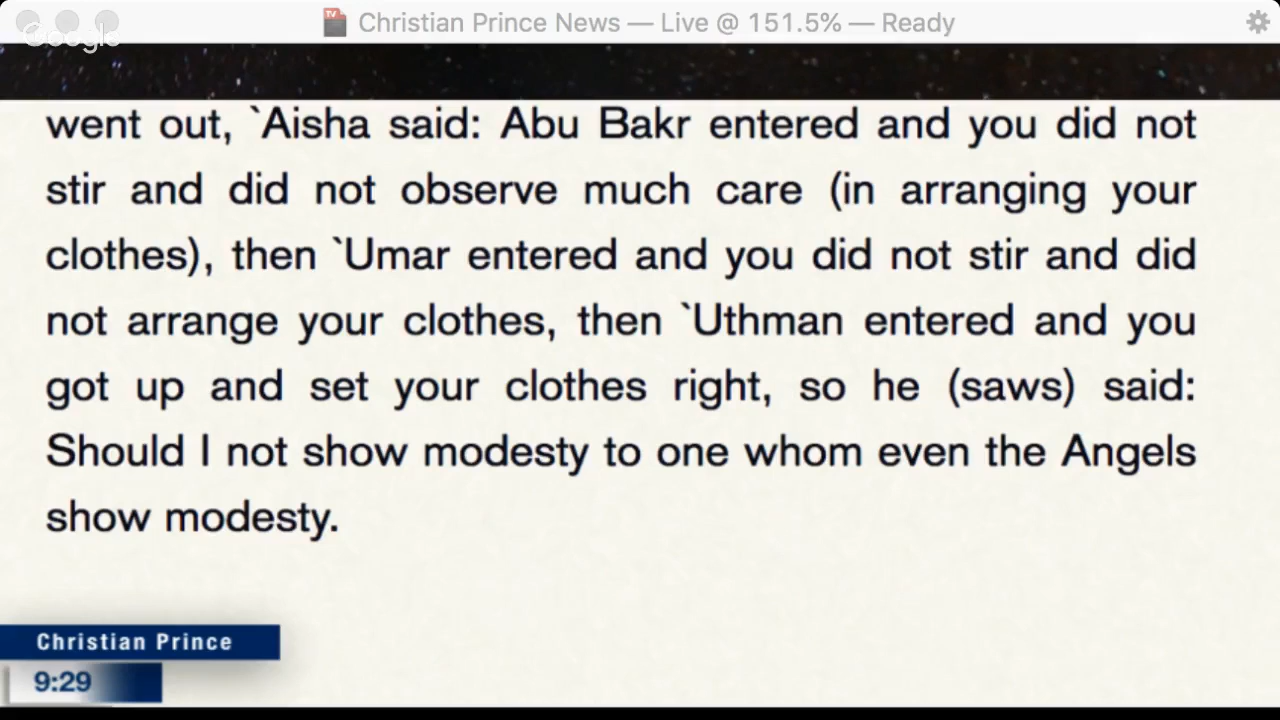 Christian Prince News — Live @ 151.5% — Ready
Google
went out, `Aisha said: Abu Bakr entered and you did not
stir and did not observe much care (in arranging your
clothes), then `Umar entered and you did not stir and did
not arrange your clothes, then `Uthman entered and you
got up and set your clothes right, so he (saws) said:
Should I not show modesty to one whom even the Angels
show modesty.
Christian Prince
9:29